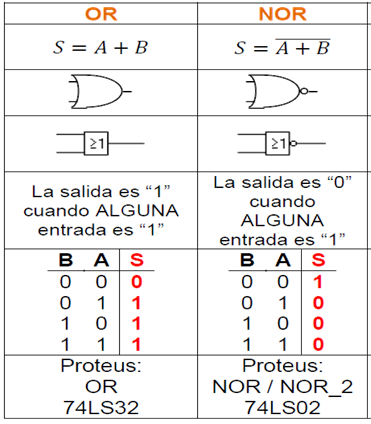 OR NOR
S = A + B S = \overline{A + B}
≥1 ≥1
La salida es “1”
cuando ALGUNA
entrada es “1”
La salida es “0”
cuando
ALGUNA
entrada es “1”
B A S
0 0 0
0 1 1
1 0 1
1 1 1
B A S
0 0 1
0 1 0
1 0 0
1 1 0
Proteus:
OR
74LS32
Proteus:
NOR / NOR_2
74LS02